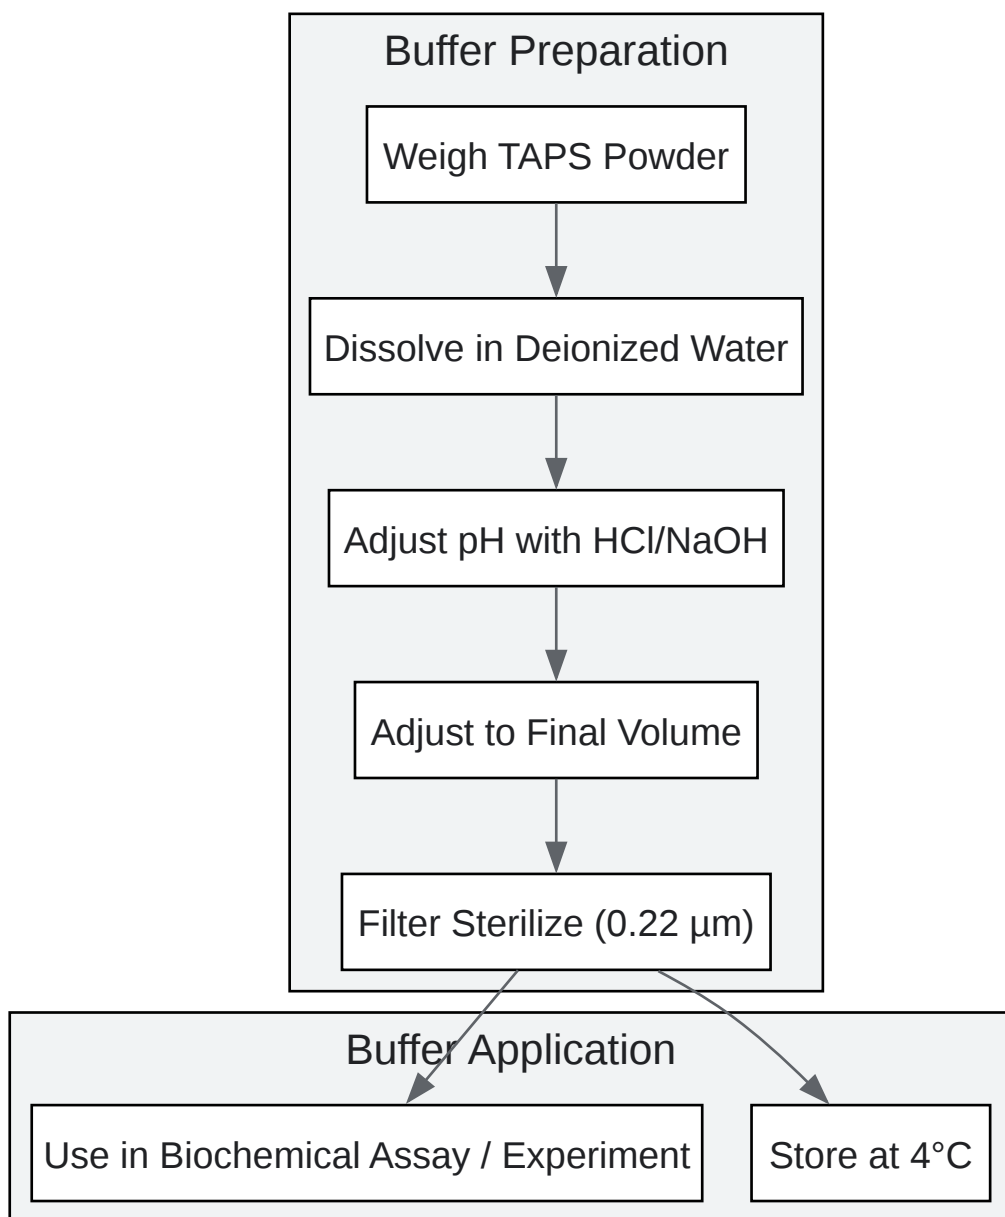 Buffer Preparation
Weigh TAPS Powder
Dissolve in Deionized Water
Adjust pH with HCl/NaOH
Adjust to Final Volume
Filter Sterilize (0.22 µm)
Buffer Application
Use in Biochemical Assay / Experiment
Store at 4°C